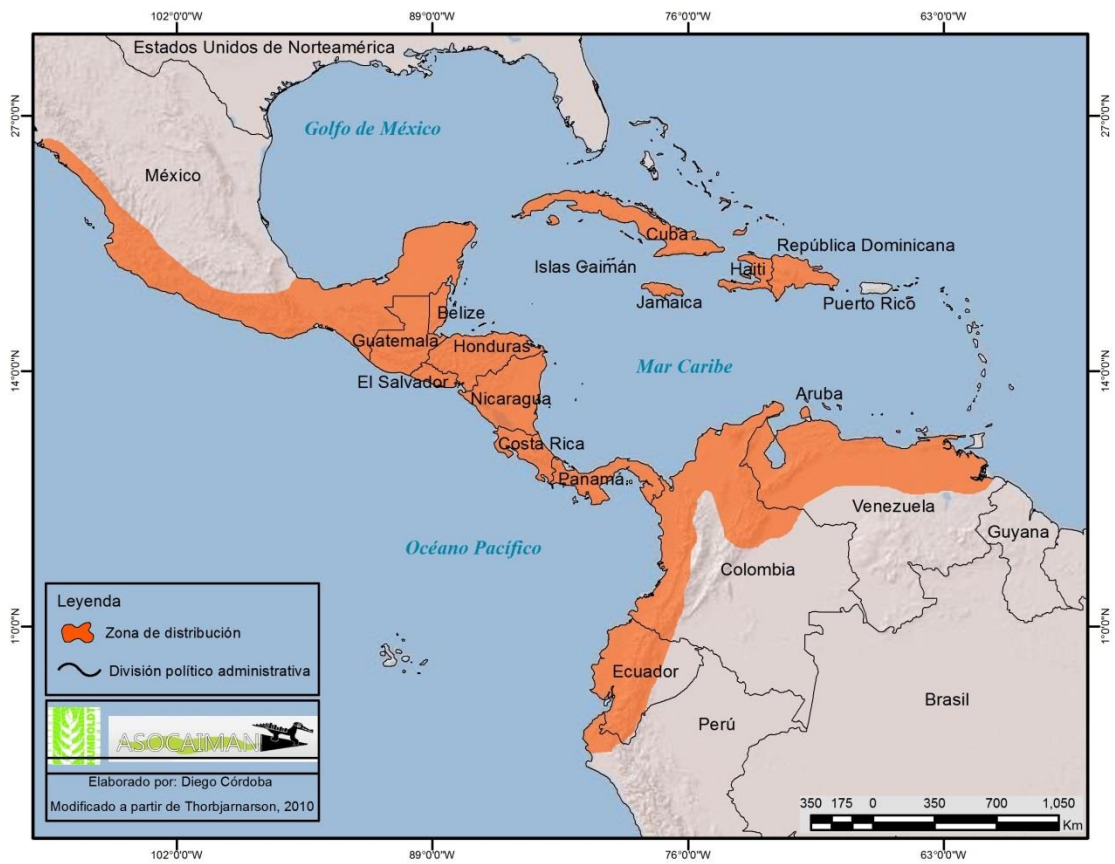 102°0'0"W 89°0'0"W 76°0'0"W 63°0'0"W
Estados Unidos de Norteamérica
27°0'0"N 27°0'0"N
Golfo de México
México
Cuba
República Dominicana
Islas Gaimán
Haiti
Jamaica
Puerto Rico
Belize
Guatemala
Honduras
Mar Caribe
14°0'0"N 14°0'0"N
El Salvador
Nicaragua
Aruba
Costa Rica
Panamá
Venezuela
Guyana
Océano Pacífico
Colombia
Leyenda
Zona de distribución
División político administrativa
1°0'0"N 1°0'0"N
Ecuador
Perú
Brasil
HUMBOLDT
ASOCAIMAN
Elaborado por: Diego Córdoba
Modificado a partir de Thorbjarnarson, 2010
350 175 0 350 700 1,050
Km
102°0'0"W 89°0'0"W 76°0'0"W 63°0'0"W